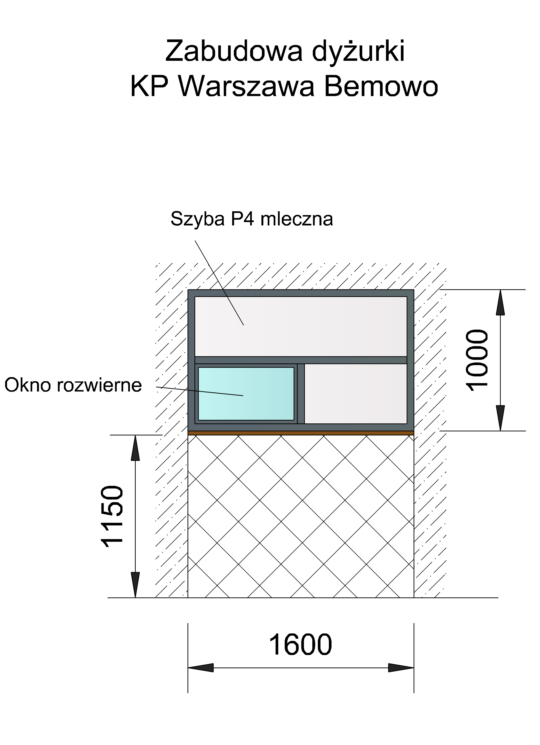 Zabudowa dyżurki
KP Warszawa Bemowo
Szyba P4 mleczna
Okno rozwierne
1000
1150
1600